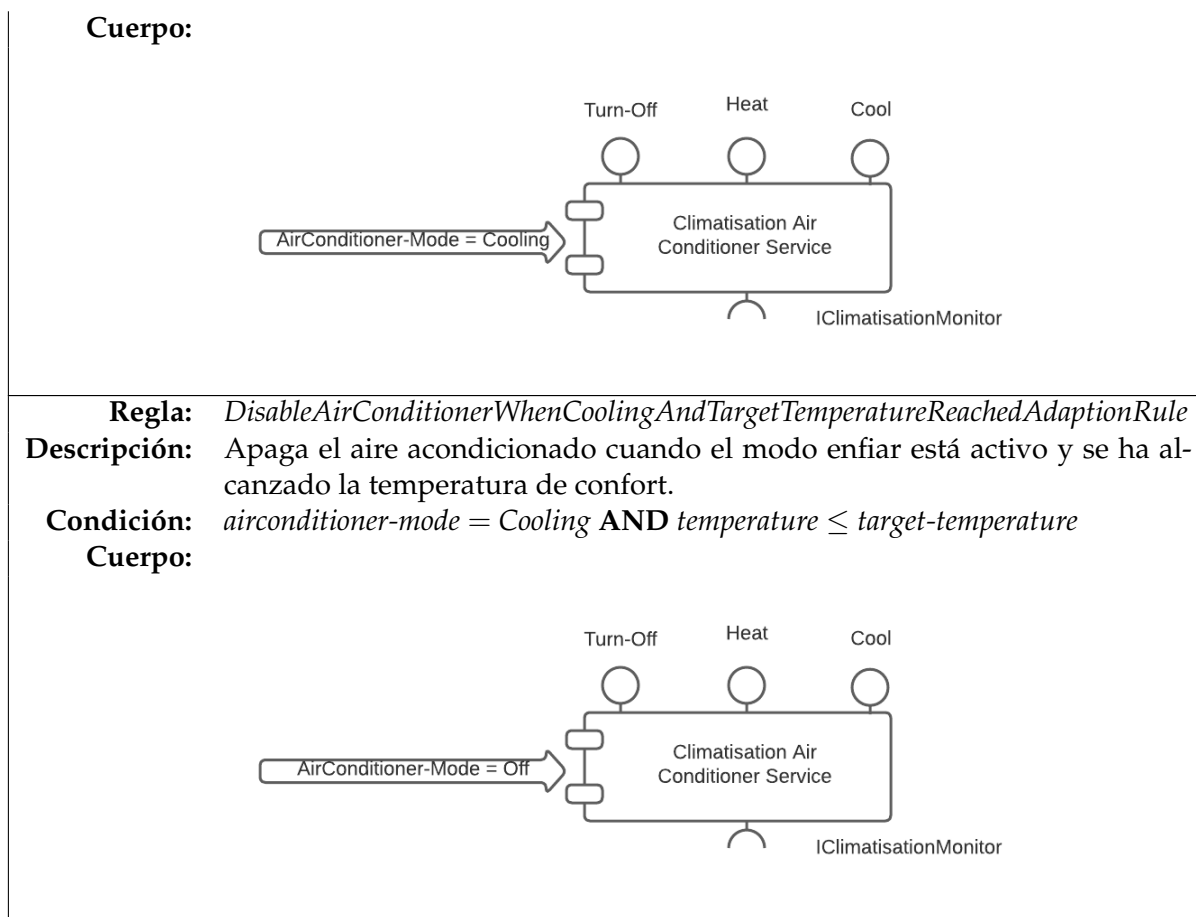 Cuerpo:
Turn-Off Heat Cool
AirConditioner-Mode = Cooling
Climatisation Air
Conditioner Service
IClimatisationMonitor
Regla: DisableAirConditionerWhenCoolingAndTargetTemperatureReachedAdaptionRule
Descripción: Apaga el aire acondicionado cuando el modo enfiar está activo y se ha al-
canzado la temperatura de confort.
Condición: airconditioner-mode = Cooling AND temperature ≤ target-temperature
Cuerpo:
Turn-Off Heat Cool
AirConditioner-Mode = Off
Climatisation Air
Conditioner Service
IClimatisationMonitor